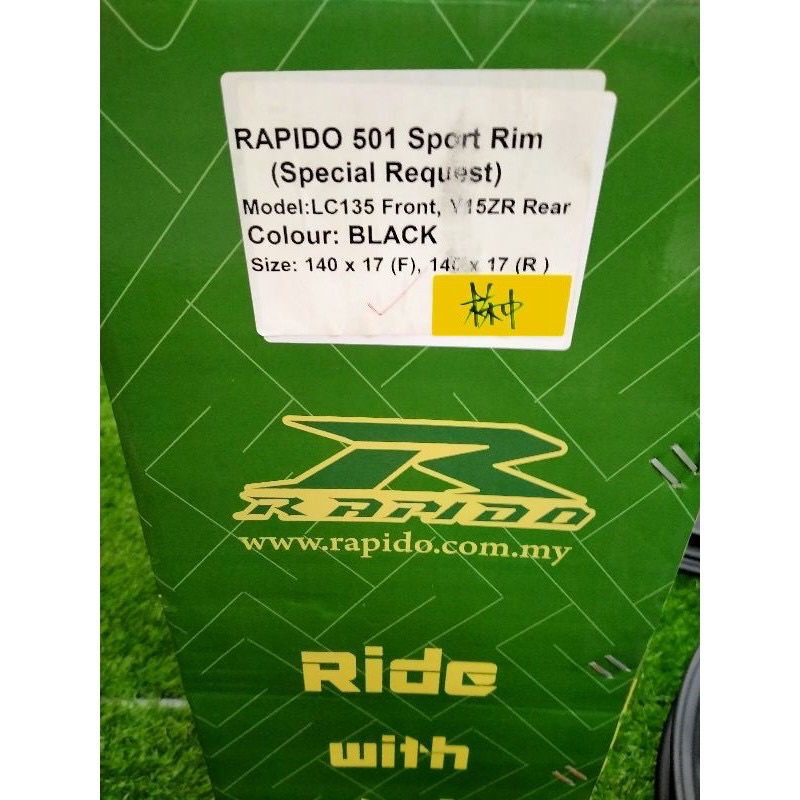 RAPIDO 501 Sport Rim
(Special Request)
Model:LC135 Front, Y15ZR Rear
Colour: BLACK
Size: 140 x 17 (F), 140 x 17 (R )
RAPIDO
www.rapido.com.my
Ride
with